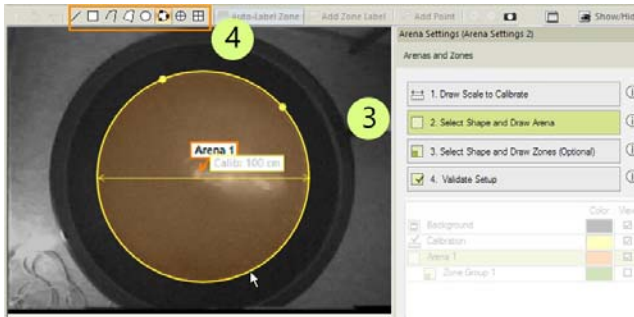 Auto-Label Zone
Add Zone Label
Add Point
Show/Hid
4
3
Arena 1
Calib: 100 cm
Arena Settings (Arena Settings 2)
Arenas and Zones
1. Draw Scale to Calibrate
2. Select Shape and Draw Arena
3. Select Shape and Draw Zones (Optional)
4. Validate Setup
Color View
Background
Calibration
Arena 1
Zone Group 1